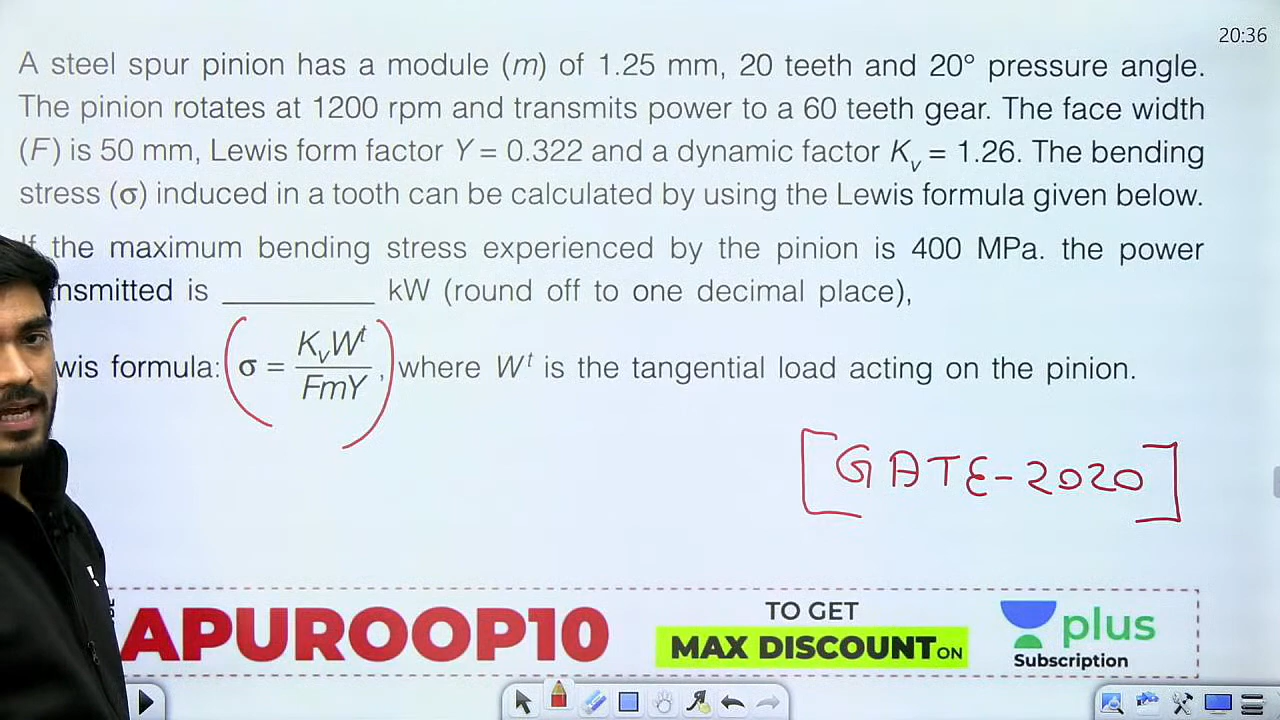 20:36
A steel spur pinion has a module (m) of 1.25 mm, 20 teeth and 20° pressure angle.
The pinion rotates at 1200 rpm and transmits power to a 60 teeth gear. The face width
(F) is 50 mm, Lewis form factor Y = 0.322 and a dynamic factor Kv = 1.26. The bending
stress (σ) induced in a tooth can be calculated by using the Lewis formula given below.
the maximum bending stress experienced by the pinion is 400 MPa. the power
nsmitted is __________ kW (round off to one decimal place),
wis formula: (σ = KvWᵗ / FmY), where Wᵗ is the tangential load acting on the pinion.
[GATE-2020]
APUROOP10
TO GET
MAX DISCOUNT ON
plus
Subscription